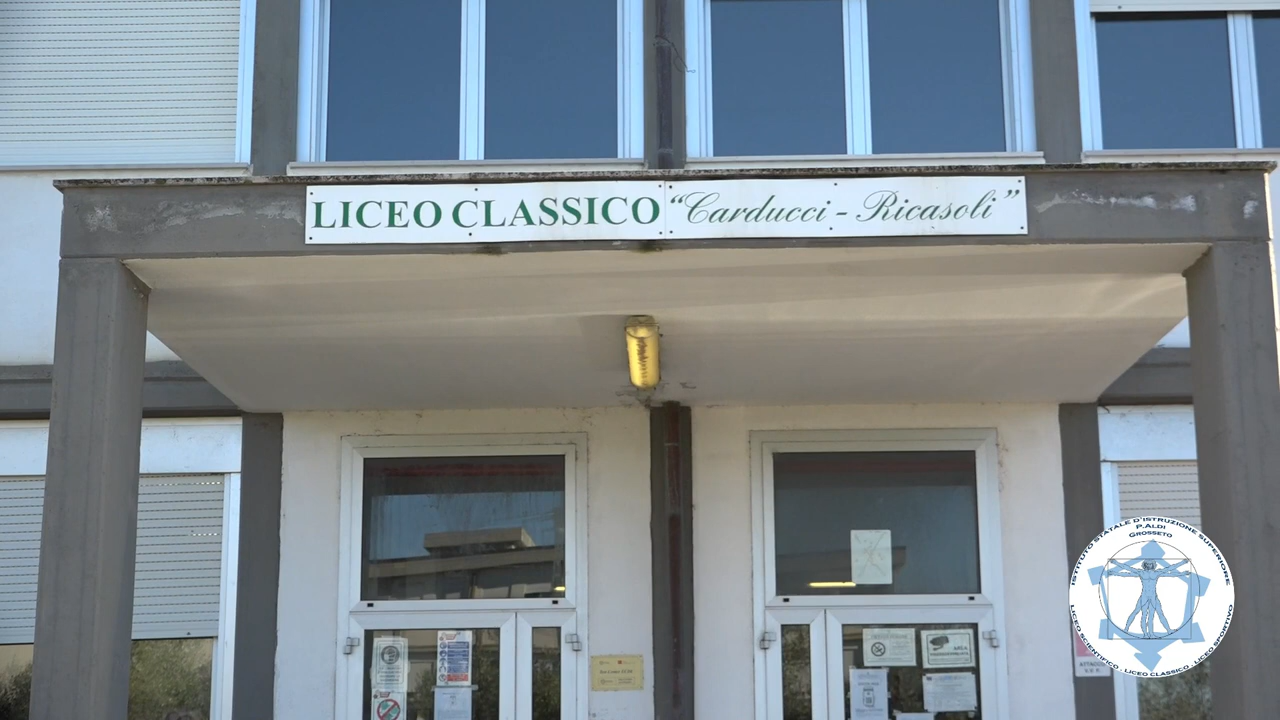 LICEO CLASSICO “Carducci - Ricasoli”
ISTITUTO STATALE D'ISTRUZIONE SUPERIORE
P.ALDI
GROSSETO
LICEO SCIENTIFICO - LICEO CLASSICO - LICEO SPORTIVO